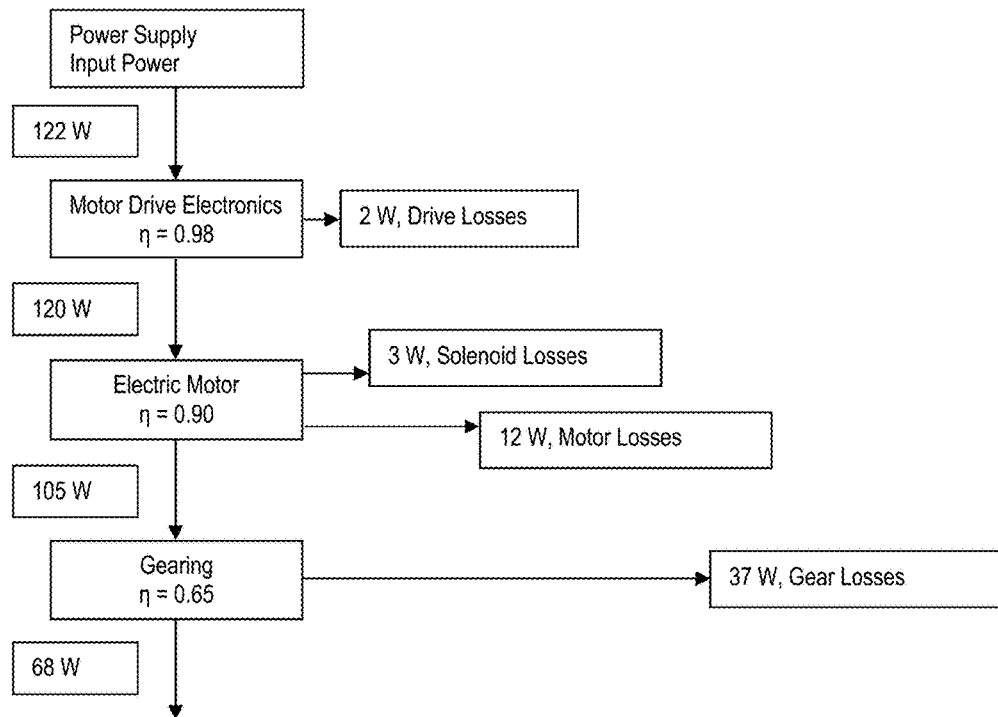 Power Supply
Input Power
122 W
Motor Drive Electronics
η = 0.98
2 W, Drive Losses
120 W
3 W, Solenoid Losses
Electric Motor
η = 0.90
12 W, Motor Losses
105 W
Gearing
η = 0.65
37 W, Gear Losses
68 W